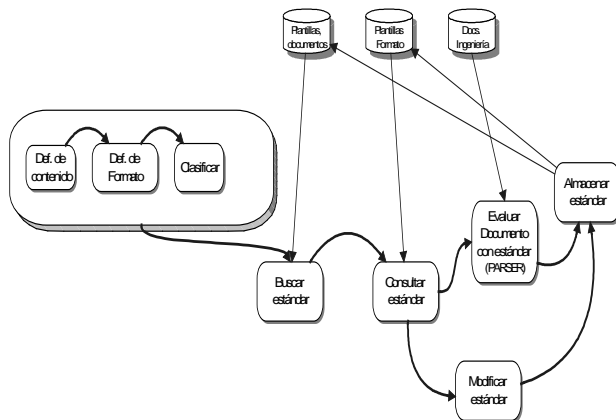 Plantillas,
documentos
Plantillas
Formato
Docs.
Ingeniería
Def. de
contenido
Def. de
Formato
Clasificar
Almacenar
estándar
Evaluar
Documento
con estándar
(PARSER)
Buscar
estándar
Consultar
estándar
Modificar
estándar